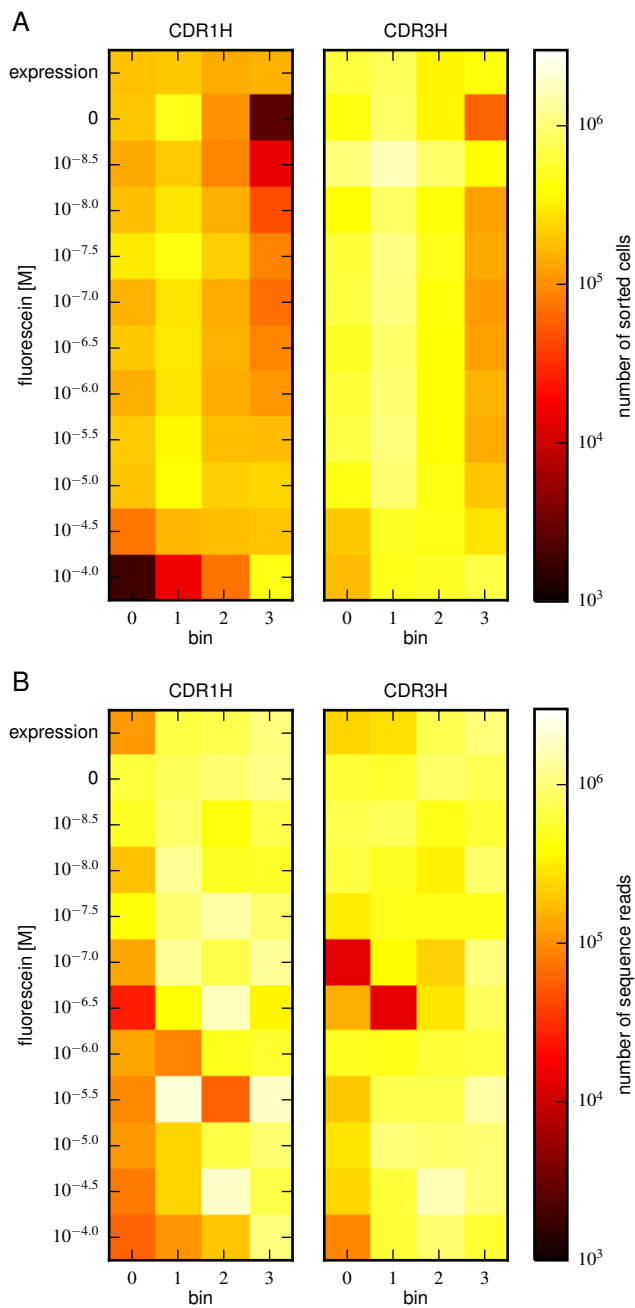 A
CDR1H CDR3H
expression
0
10^−8.5
10^−8.0
10^−7.5
10^−7.0
10^−6.5
10^−6.0
10^−5.5
10^−5.0
10^−4.5
10^−4.0
fluorescein [M]
0 1 2 3 0 1 2 3
bin bin
10^6
10^5
10^4
10^3
number of sorted cells
B
CDR1H CDR3H
expression
0
10^−8.5
10^−8.0
10^−7.5
10^−7.0
10^−6.5
10^−6.0
10^−5.5
10^−5.0
10^−4.5
10^−4.0
fluorescein [M]
0 1 2 3 0 1 2 3
bin bin
10^6
10^5
10^4
10^3
number of sequence reads